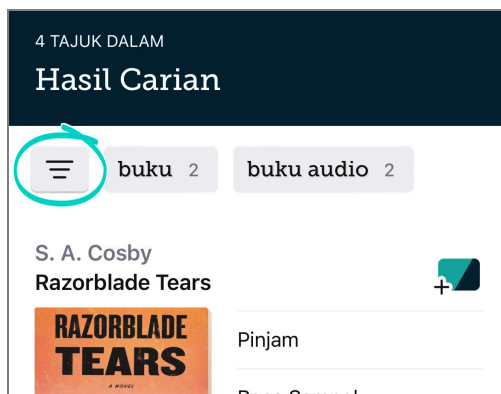 4 TAJUK DALAM
Hasil Carian
buku 2
buku audio 2
S. A. Cosby
Razorblade Tears
RAZORBLADE
TEARS
A NOVEL
Pinjam